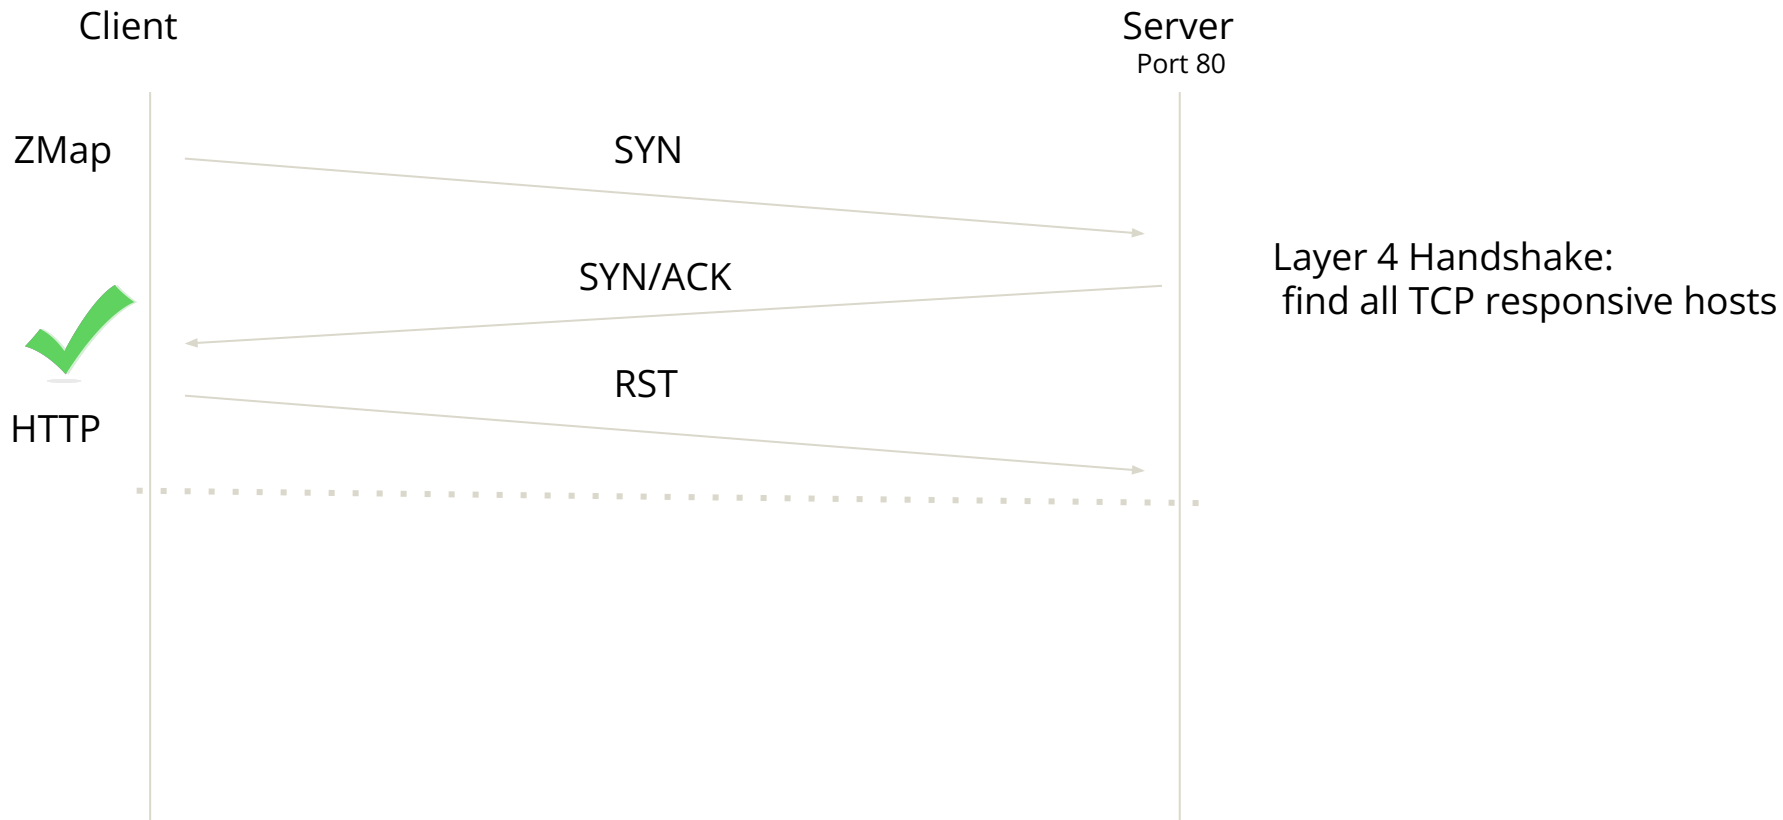 Client
Server
Port 80
ZMap
SYN
Layer 4 Handshake:
find all TCP responsive hosts
SYN/ACK
RST
HTTP